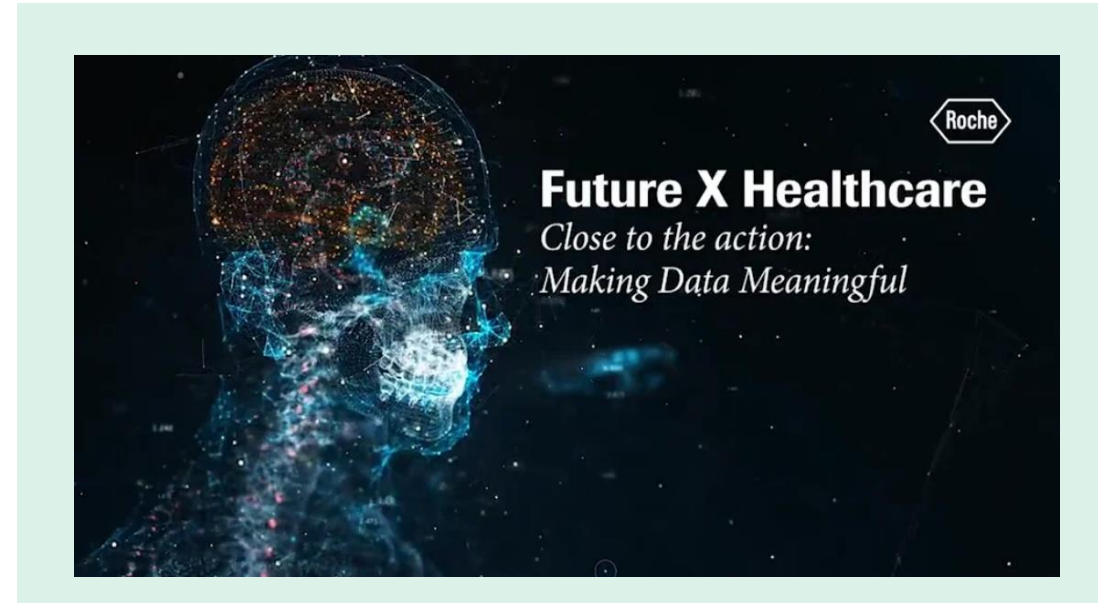 Roche
Future X Healthcare
Close to the action:
Making Data Meaningful